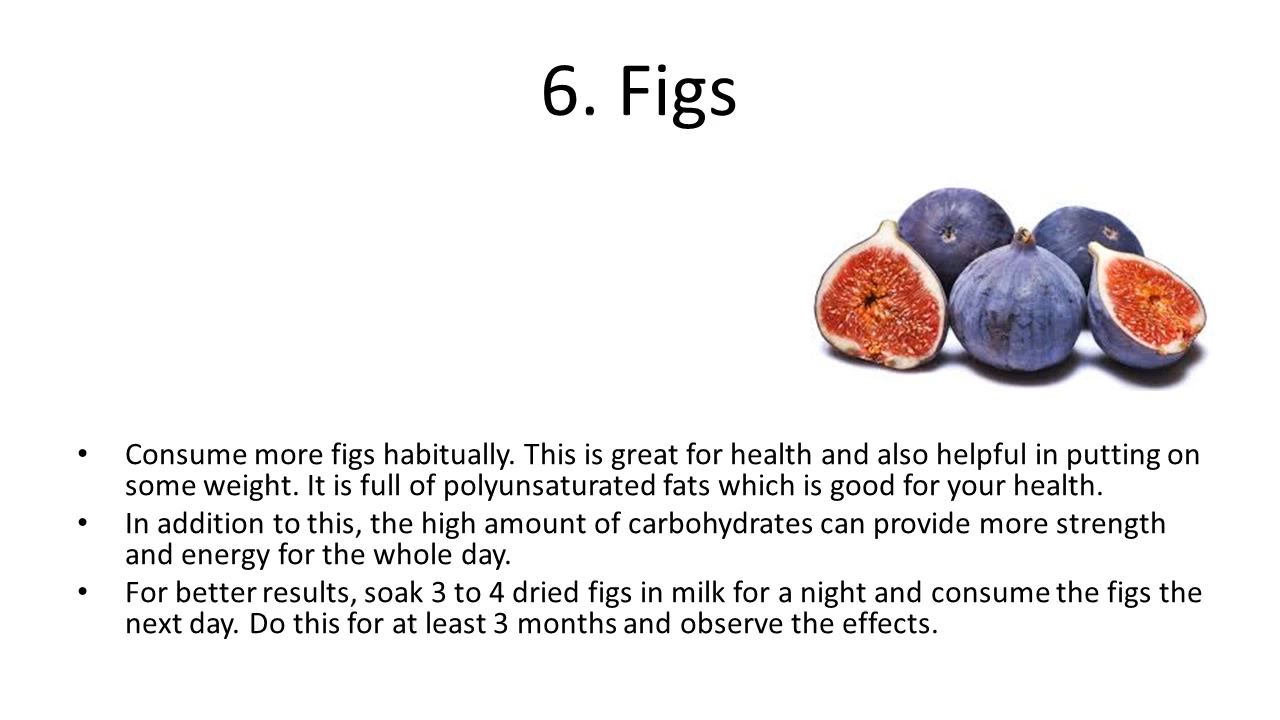 6. Figs
• Consume more figs habitually. This is great for health and also helpful in putting on
some weight. It is full of polyunsaturated fats which is good for your health.
• In addition to this, the high amount of carbohydrates can provide more strength
and energy for the whole day.
• For better results, soak 3 to 4 dried figs in milk for a night and consume the figs the
next day. Do this for at least 3 months and observe the effects.